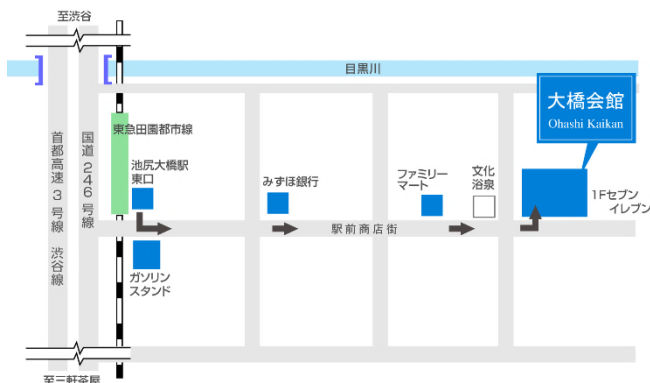 至渋谷
目黒川
大橋会館
Ohashi Kaikan
東急田園都市線
首都高速3号線 渋谷線
国道246号線
池尻大橋駅
東口
みずほ銀行
ファミリー
マート
文化
浴泉
1Fセブン
イレブン
駅前商店街
ガソリン
スタンド
至三軒茶屋